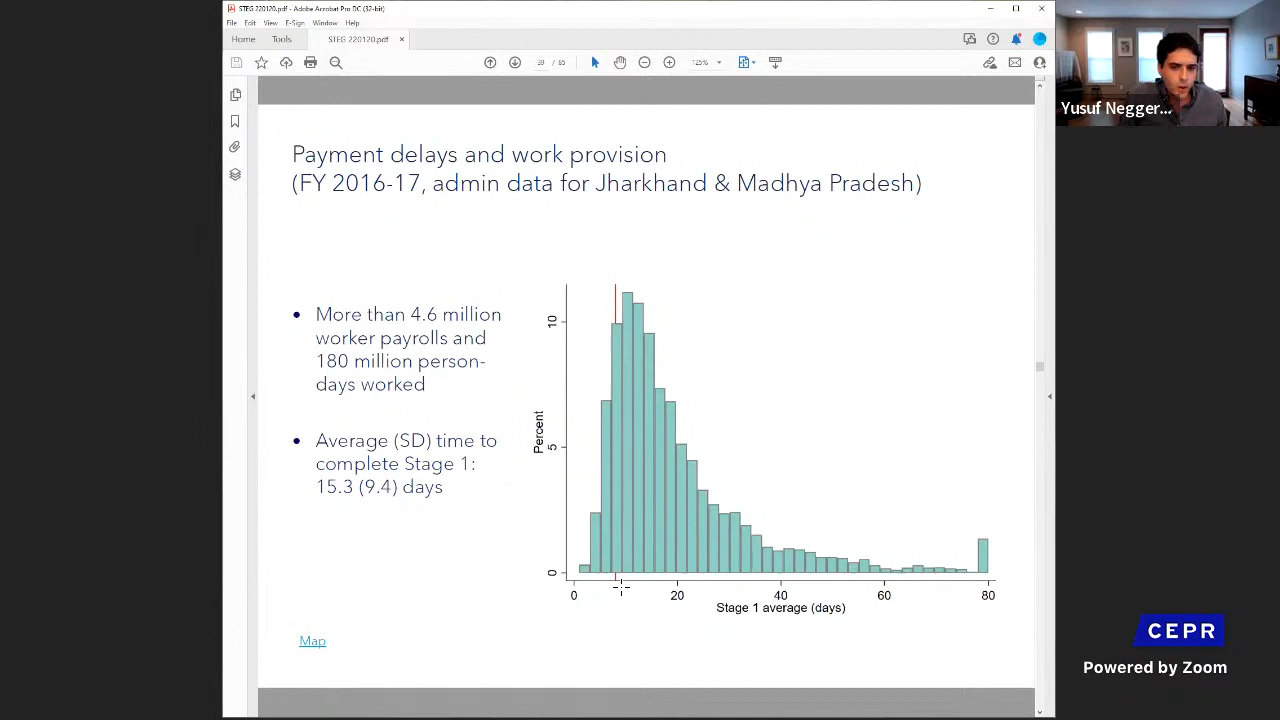 STEG 220120.pdf - Adobe Acrobat Pro DC (32-bit)
File Edit View E-Sign Window Help
Home Tools STEG 220120.pdf ×
39 / 85 125%
Yusuf Negger...
Payment delays and work provision
(FY 2016-17, admin data for Jharkhand & Madhya Pradesh)
• More than 4.6 million
worker payrolls and
180 million person-
days worked
• Average (SD) time to
complete Stage 1:
15.3 (9.4) days
Map
Percent
10
5
0
0 20 40 60 80
Stage 1 average (days)
CEPR
Powered by Zoom